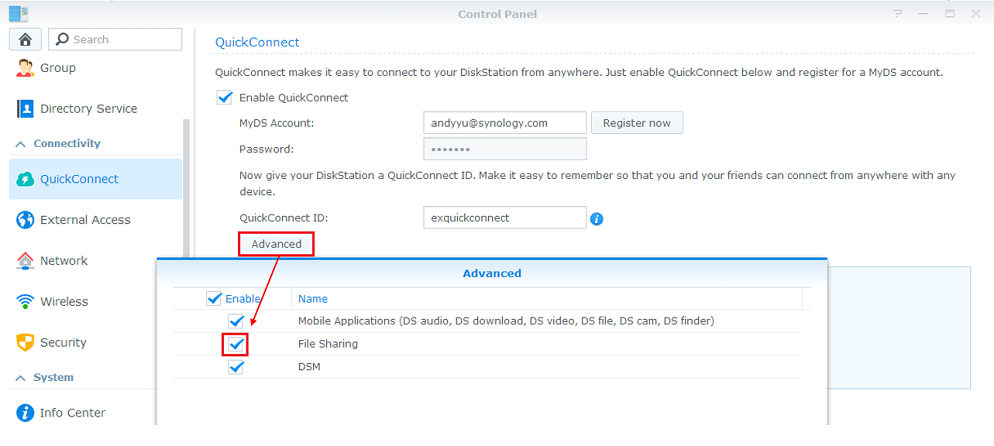 Control Panel
Search
Group
Directory Service
Connectivity
QuickConnect
External Access
Network
Wireless
Security
System
Info Center
QuickConnect
QuickConnect makes it easy to connect to your DiskStation from anywhere. Just enable QuickConnect below and register for a MyDS account.
Enable QuickConnect
MyDS Account: andyyu@synology.com Register now
Password: •••••••
Now give your DiskStation a QuickConnect ID. Make it easy to remember so that you and your friends can connect from anywhere with any
device.
QuickConnect ID: exquickconnect
Advanced
Advanced
Enable Name
Mobile Applications (DS audio, DS download, DS video, DS file, DS cam, DS finder)
File Sharing
DSM